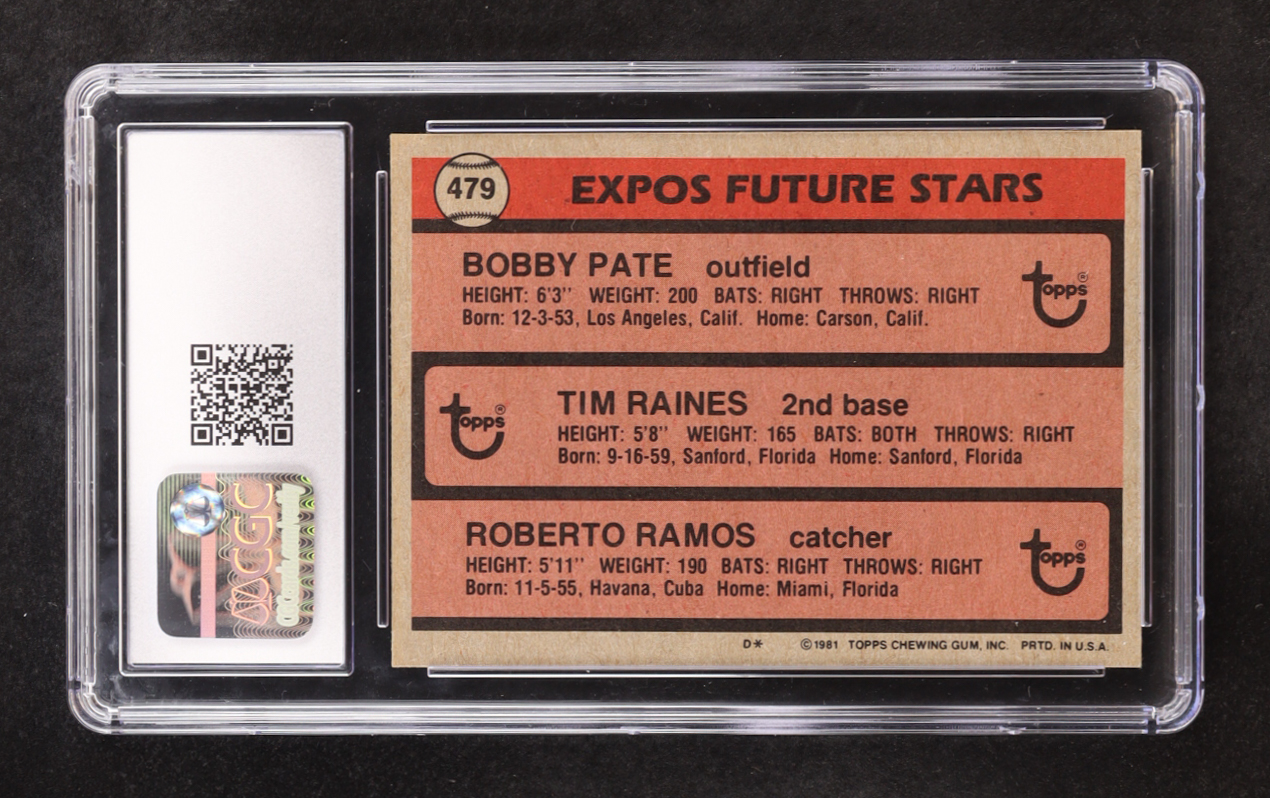 479 EXPOS FUTURE STARS
BOBBY PATE outfield
HEIGHT: 6'3" WEIGHT: 200 BATS: RIGHT THROWS: RIGHT
Born: 12-3-53, Los Angeles, Calif. Home: Carson, Calif.
Topps®
Topps®
TIM RAINES 2nd base
HEIGHT: 5'8" WEIGHT: 165 BATS: BOTH THROWS: RIGHT
Born: 9-16-59, Sanford, Florida Home: Sanford, Florida
ROBERTO RAMOS catcher
HEIGHT: 5'11" WEIGHT: 190 BATS: RIGHT THROWS: RIGHT
Born: 11-5-55, Havana, Cuba Home: Miami, Florida
Topps®
D* ©1981 TOPPS CHEWING GUM, INC. PRTD. IN U.S.A.
CGC